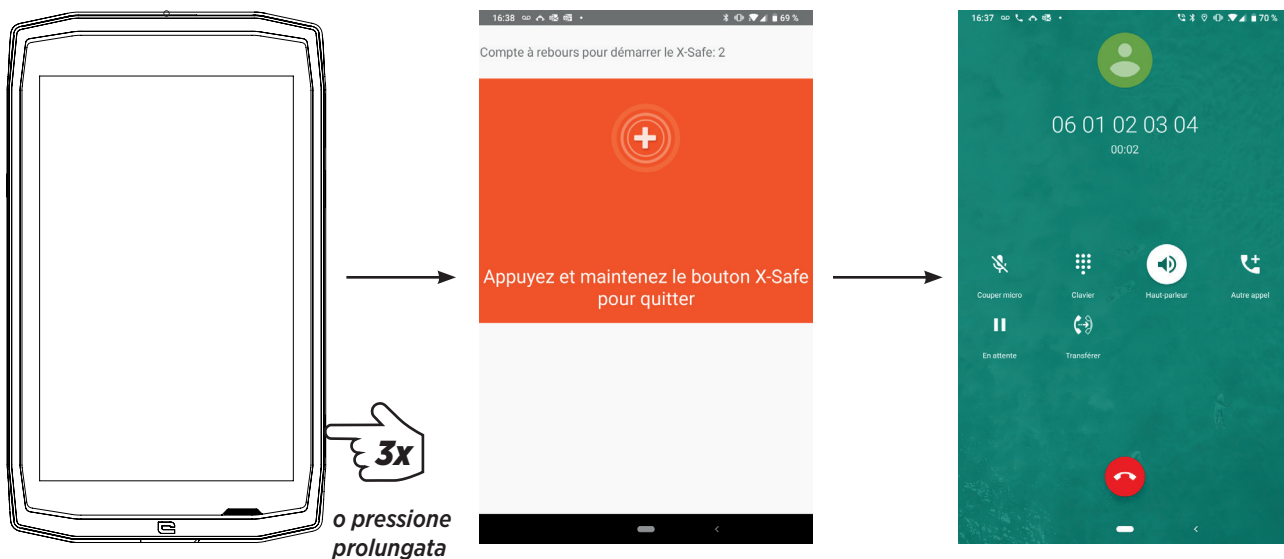 3x
o pressione
prolungata
16:38
69 %
Compte à rebours pour démarrer le X-Safe: 2
Appuyez et maintenez le bouton X-Safe
pour quitter
16:37
70 %
06 01 02 03 04
00:02
Couper micro
Clavier
Haut-parleur
Autre appel
En attente
Transférer